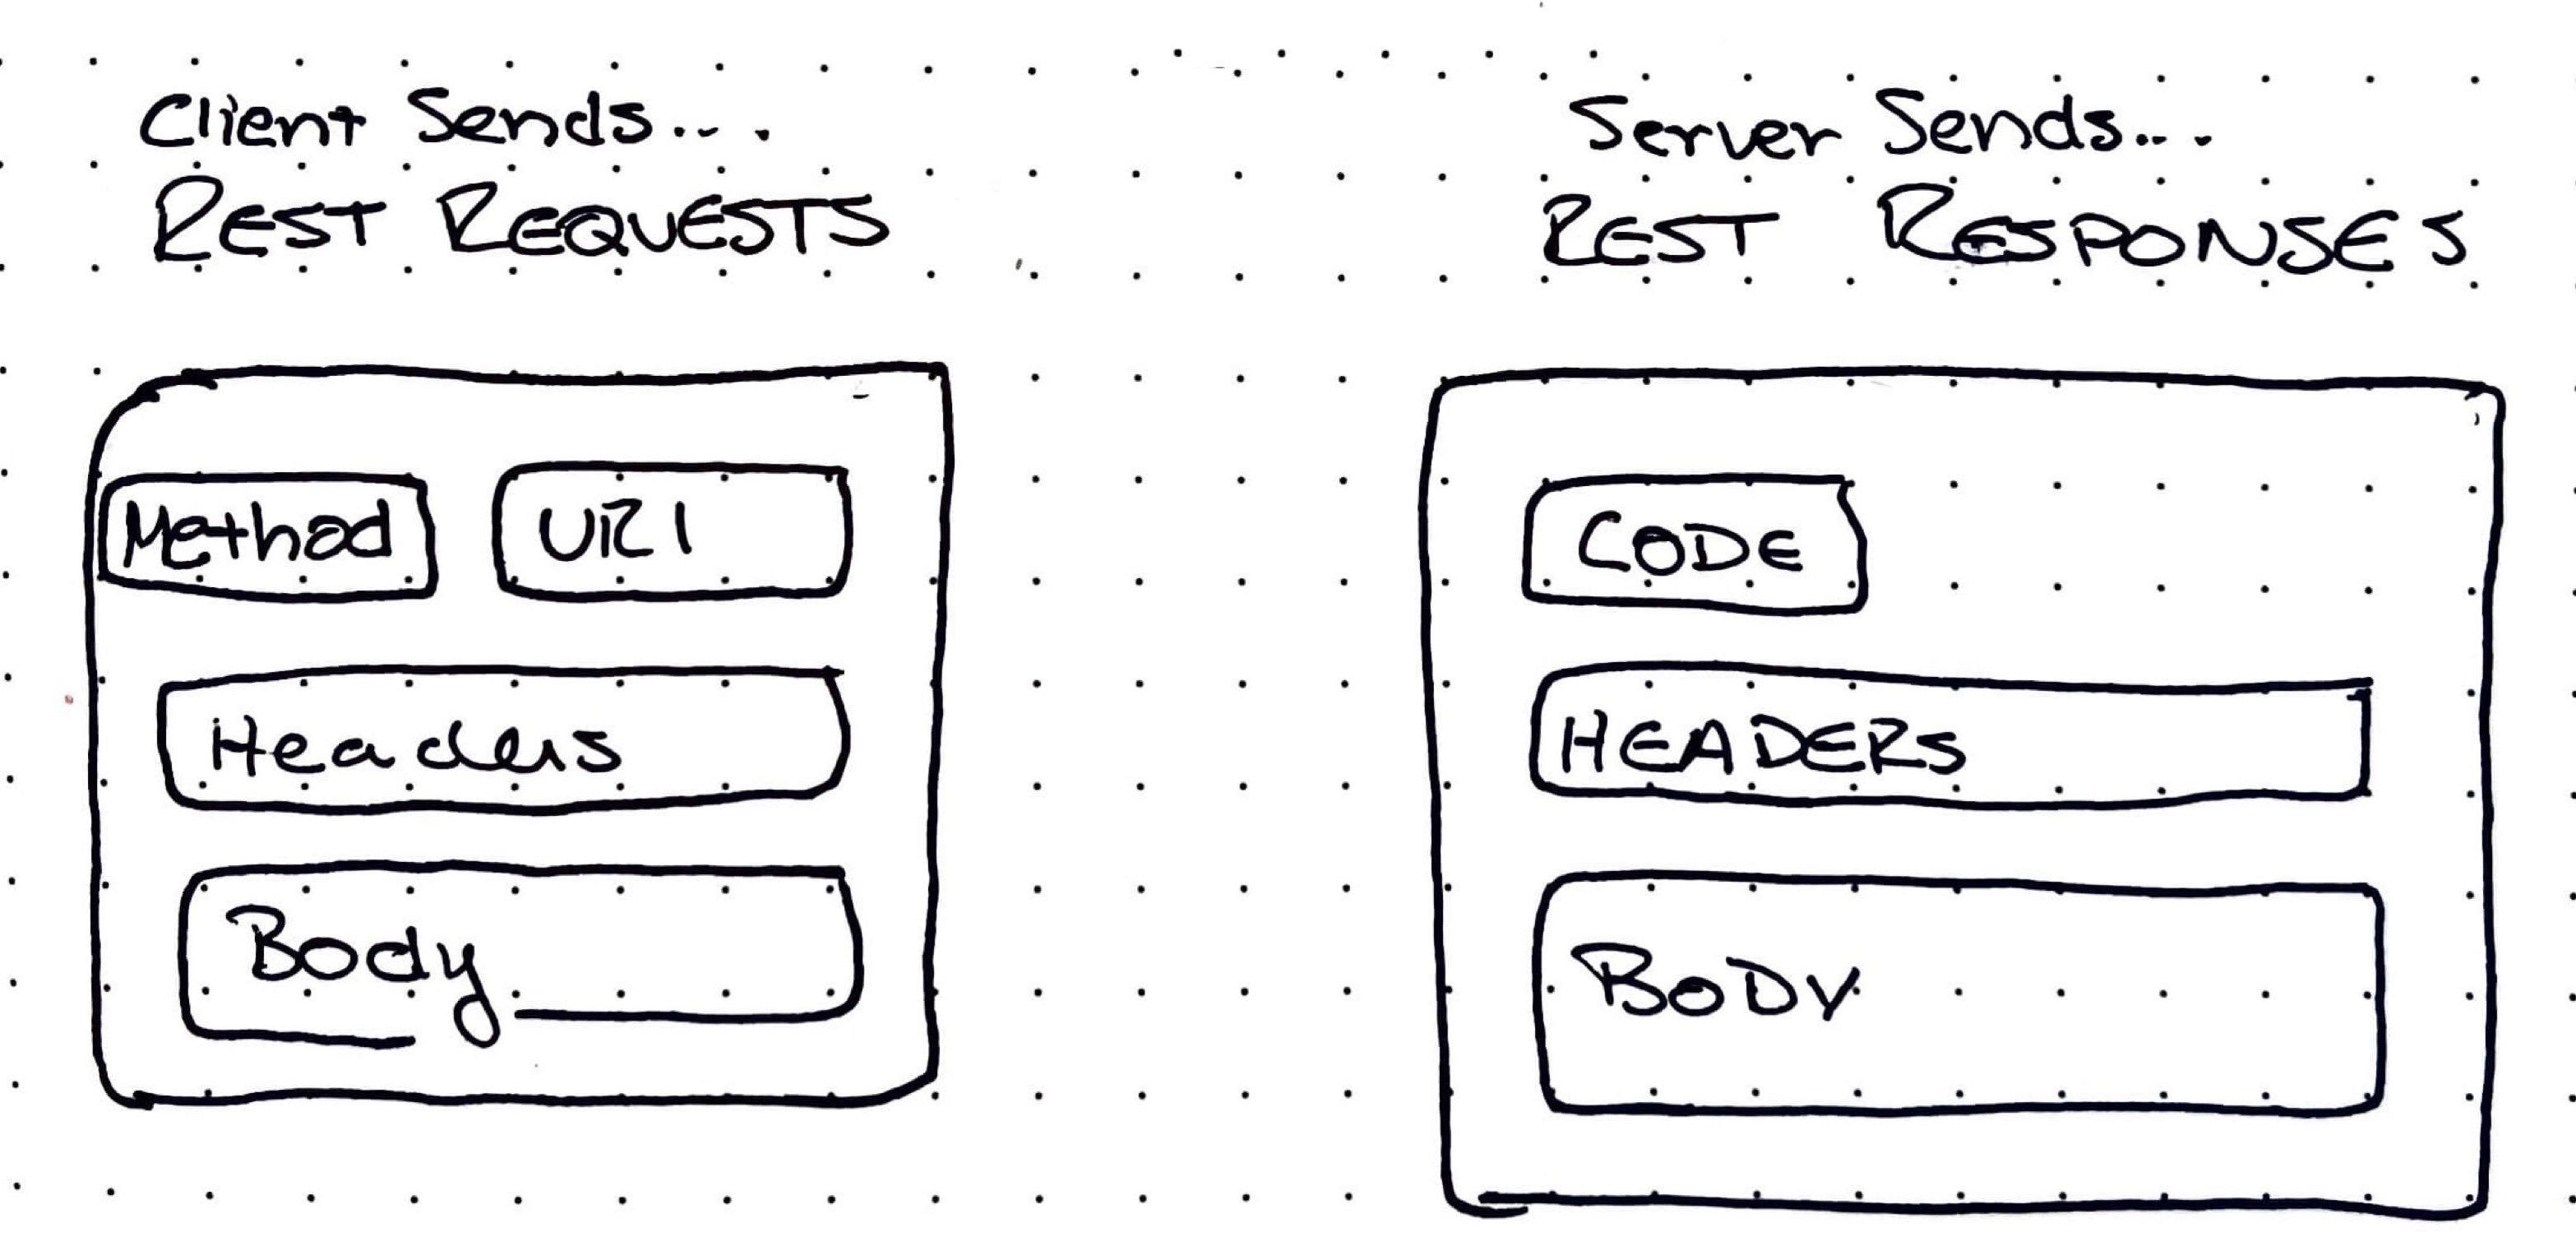 Client Sends...
REST REQUESTS
Method URI
Headers
Body
Server Sends...
REST RESPONSES
CODE
HEADERS
BODY